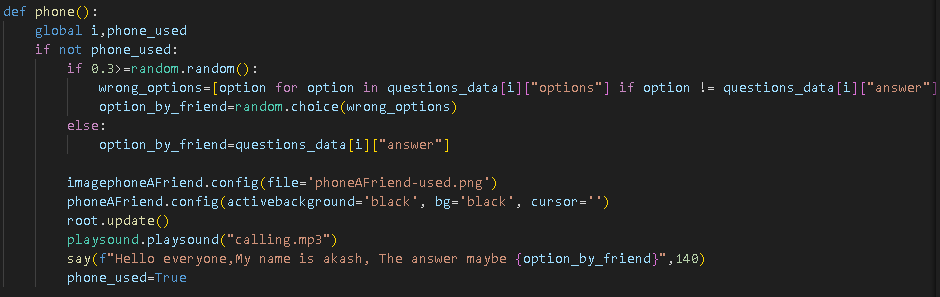 def phone():
    global i,phone_used
    if not phone_used:
        if 0.3>=random.random():
            wrong_options=[option for option in questions_data[i]["options"] if option != questions_data[i]["answer"]
            option_by_friend=random.choice(wrong_options)
        else:
            option_by_friend=questions_data[i]["answer"]

        imagephoneAFriend.config(file='phoneAFriend-used.png')
        phoneAFriend.config(activebackground='black', bg='black', cursor='')
        root.update()
        playsound.playsound("calling.mp3")
        say(f"Hello everyone,My name is akash, The answer maybe {option_by_friend}",140)
        phone_used=True